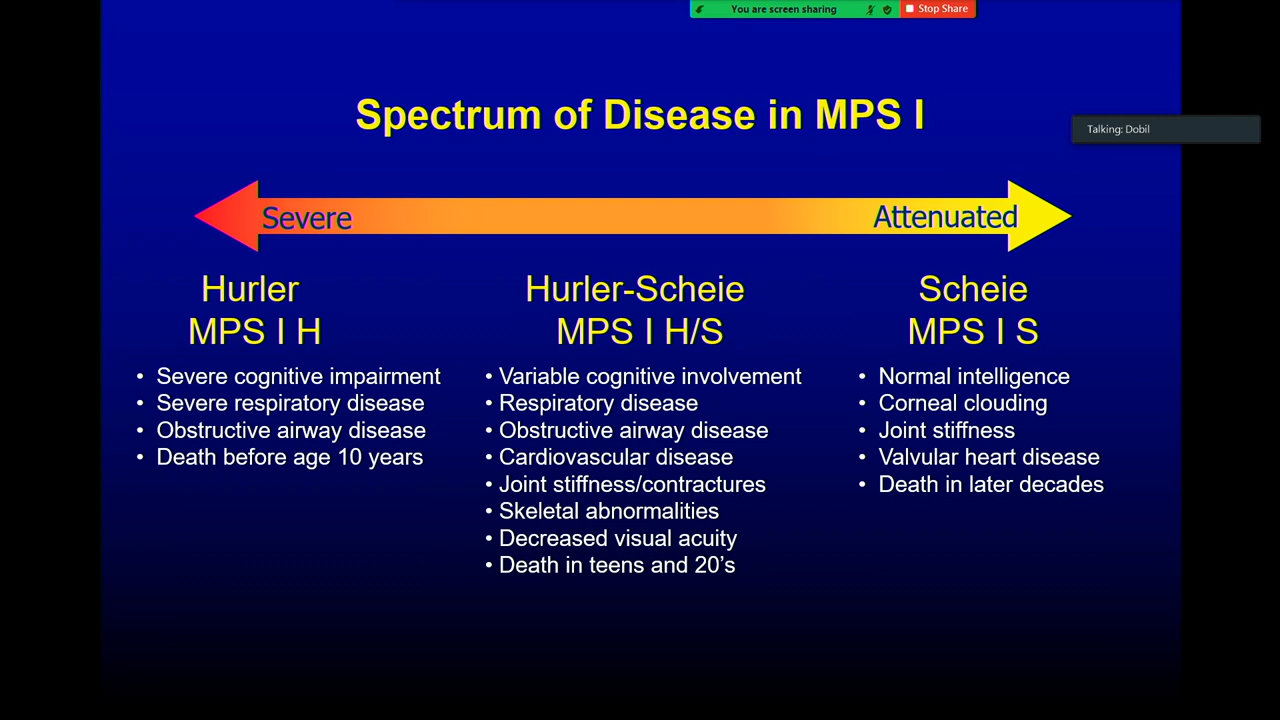 You are screen sharing
Stop Share
Spectrum of Disease in MPS I
Talking: Dobil
Severe
Attenuated
Hurler
MPS I H
• Severe cognitive impairment
• Severe respiratory disease
• Obstructive airway disease
• Death before age 10 years
Hurler-Scheie
MPS I H/S
• Variable cognitive involvement
• Respiratory disease
• Obstructive airway disease
• Cardiovascular disease
• Joint stiffness/contractures
• Skeletal abnormalities
• Decreased visual acuity
• Death in teens and 20’s
Scheie
MPS I S
• Normal intelligence
• Corneal clouding
• Joint stiffness
• Valvular heart disease
• Death in later decades